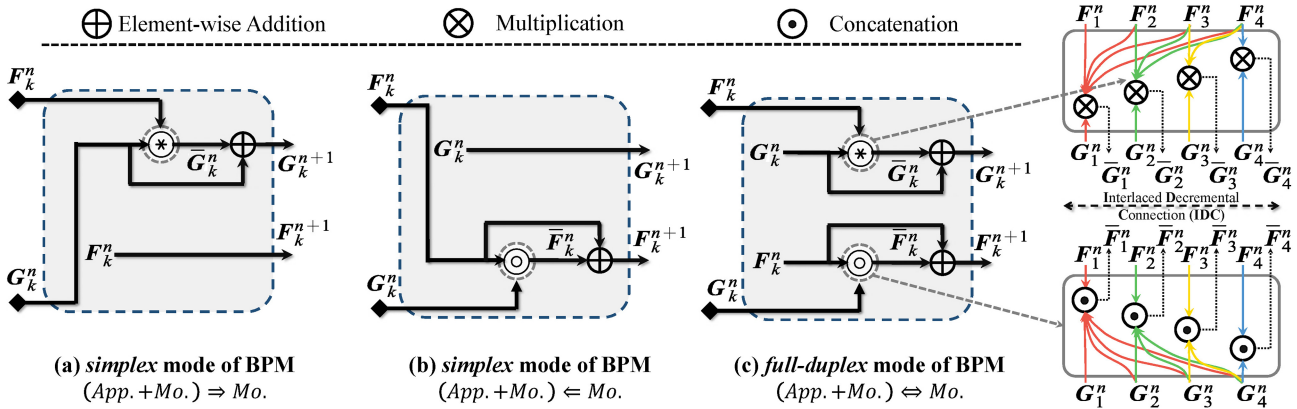 Element-wise Addition Multiplication Concatenation
F_k^n
G_k^n
Ḡ_k^n
G_k^{n+1}
F_k^n
F_k^{n+1}
(a) simplex mode of BPM
(App.+Mo.) ⇒ Mo.
F_k^n
G_k^n
G_k^{n+1}
F̄_k^n
F_k^{n+1}
G_k^n
(b) simplex mode of BPM
(App.+Mo.) ⇐ Mo.
F_k^n
G_k^n
Ḡ_k^n
G_k^{n+1}
F_k^n
F̄_k^n
F_k^{n+1}
G_k^n
(c) full-duplex mode of BPM
(App.+Mo.) ⇔ Mo.
F_1^n F_2^n F_3^n F_4^n
G_1^n G_2^n G_3^n G_4^n
Ḡ_1^n Ḡ_2^n Ḡ_3^n Ḡ_4^n
Interlaced Decremental
Connection (IDC)
F̄_1^n F̄_2^n F̄_3^n F̄_4^n
F_1^n F_2^n F_3^n F_4^n
G_1^n G_2^n G_3^n G_4^n